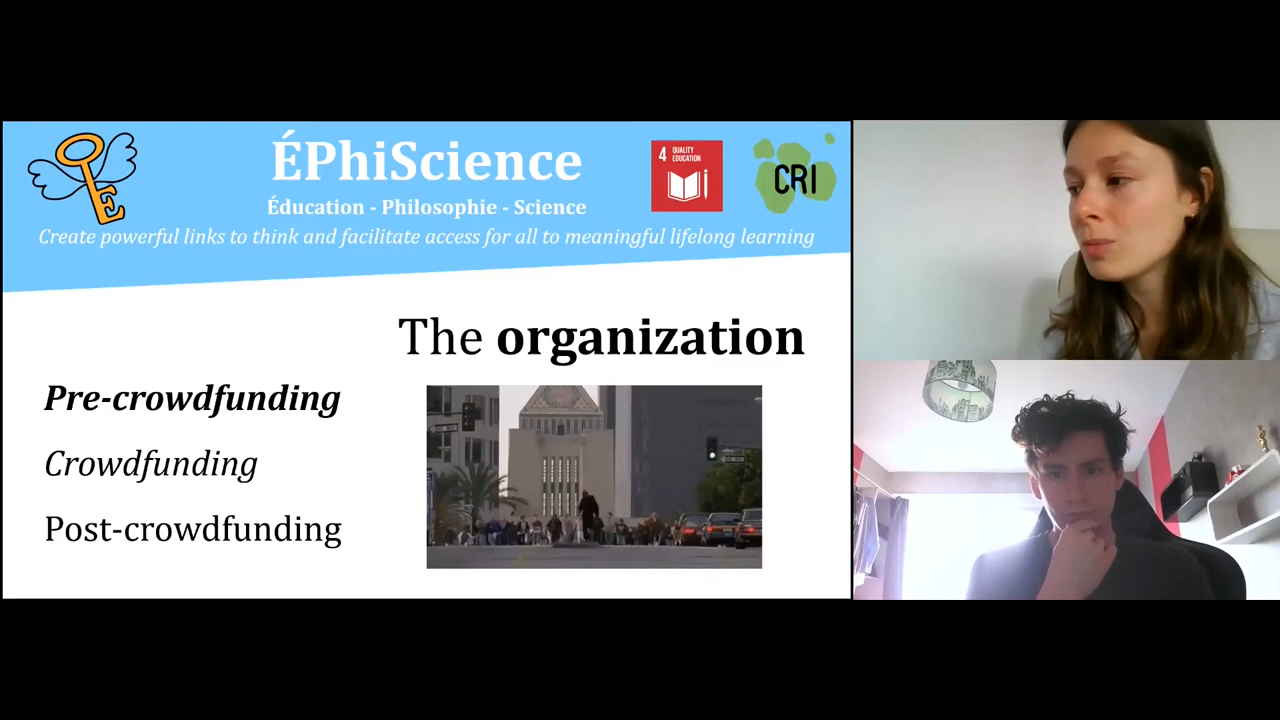 ÉPhiScience
Éducation - Philosophie - Science
Create powerful links to think and facilitate access for all to meaningful lifelong learning
4 QUALITY
EDUCATION
CRI
E
The organization
Pre-crowdfunding
Crowdfunding
Post-crowdfunding